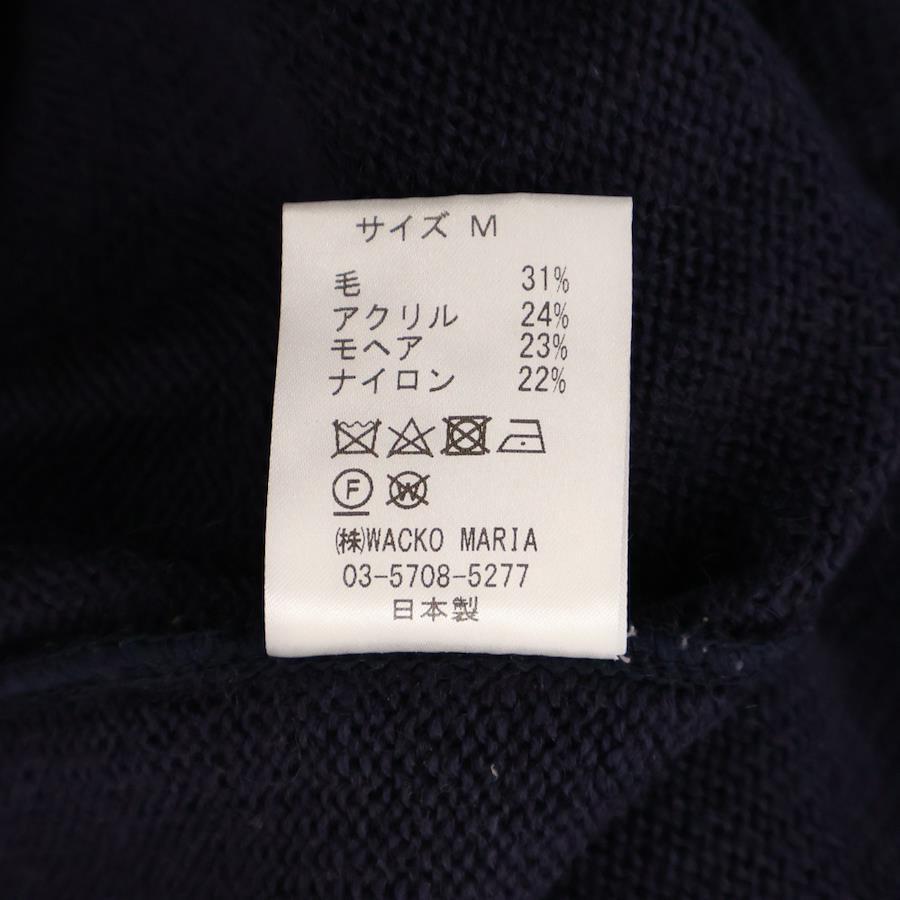 サイズ M
毛 31%
アクリル 24%
モヘア 23%
ナイロン 22%
F W
㈱WACKO MARIA
03-5708-5277
日本製